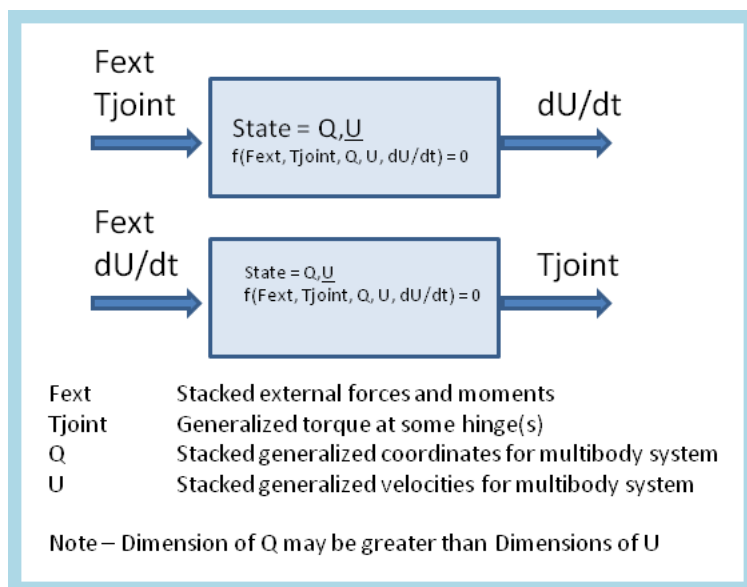 Fext
Tjoint
State = Q,U
f(Fext, Tjoint, Q, U, dU/dt) = 0
dU/dt
Fext
dU/dt
State = Q,U
f(Fext, Tjoint, Q, U, dU/dt) = 0
Tjoint
Fext Stacked external forces and moments
Tjoint Generalized torque at some hinge(s)
Q Stacked generalized coordinates for multibody system
U Stacked generalized velocities for multibody system
Note – Dimension of Q may be greater than Dimensions of U